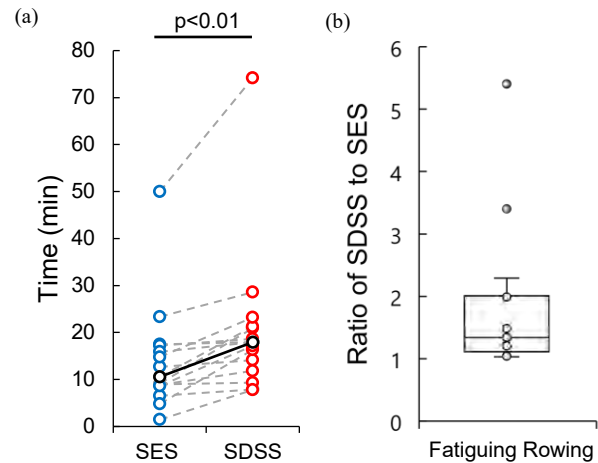 (a)
p<0.01
80
70
60
50
40
30
20
10
0
Time (min)
SES SDSS
(b)
6
5
4
3
2
1
0
Ratio of SDSS to SES
Fatiguing Rowing